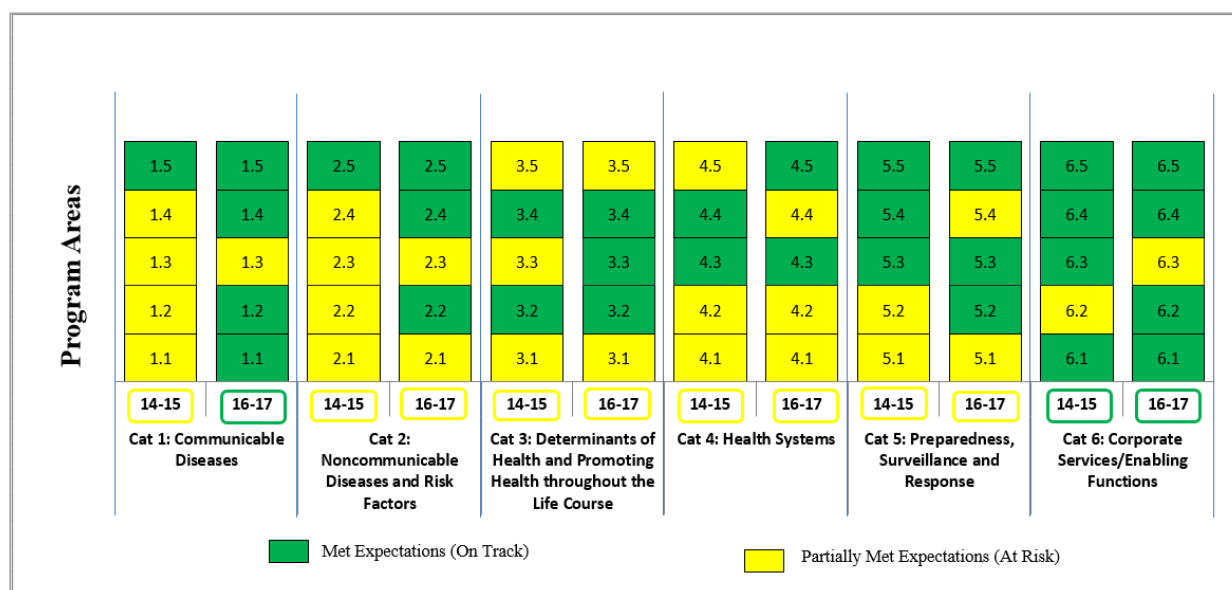 Program Areas
1.5 1.5 2.5 2.5 3.5 3.5 4.5 4.5 5.5 5.5 6.5 6.5
1.4 1.4 2.4 2.4 3.4 3.4 4.4 4.4 5.4 5.4 6.4 6.4
1.3 1.3 2.3 2.3 3.3 3.3 4.3 4.3 5.3 5.3 6.3 6.3
1.2 1.2 2.2 2.2 3.2 3.2 4.2 4.2 5.2 5.2 6.2 6.2
1.1 1.1 2.1 2.1 3.1 3.1 4.1 4.1 5.1 5.1 6.1 6.1
14-15 16-17 14-15 16-17 14-15 16-17 14-15 16-17 14-15 16-17 14-15 16-17
Cat 1: Communicable
Diseases
Cat 2:
Noncommunicable
Diseases and Risk
Factors
Cat 3: Determinants of
Health and Promoting
Health throughout the
Life Course
Cat 4: Health Systems
Cat 5: Preparedness,
Surveillance and
Response
Cat 6: Corporate
Services/Enabling
Functions
Met Expectations (On Track)
Partially Met Expectations (At Risk)